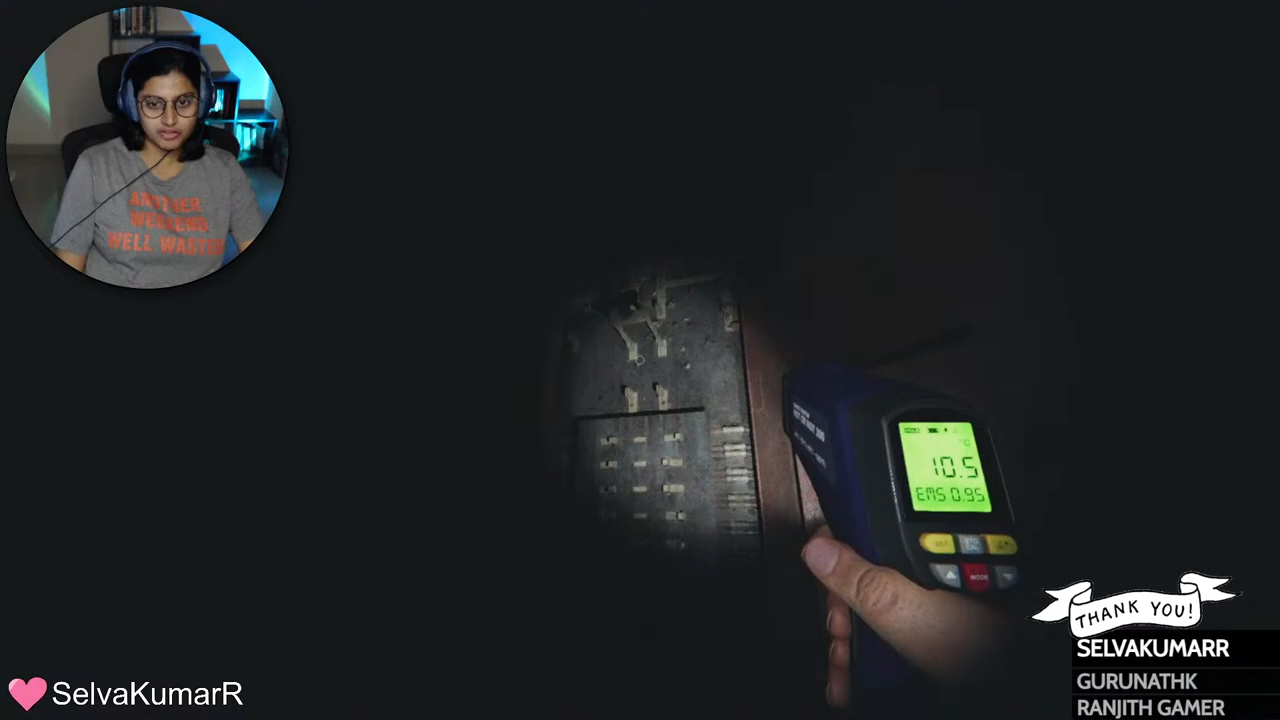 ANOTHER
WEEKEND
WELL WASTED
°C
10.5
EMS 0.95
MODE
THANK YOU!
SELVAKUMARR
GURUNATHK
RANJITH GAMER
SelvaKumarR